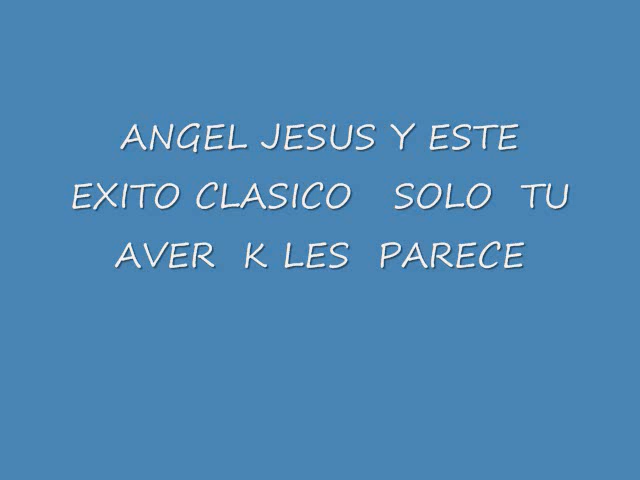 ANGEL JESUS Y ESTE
EXITO CLASICO SOLO TU
AVER K LES PARECE